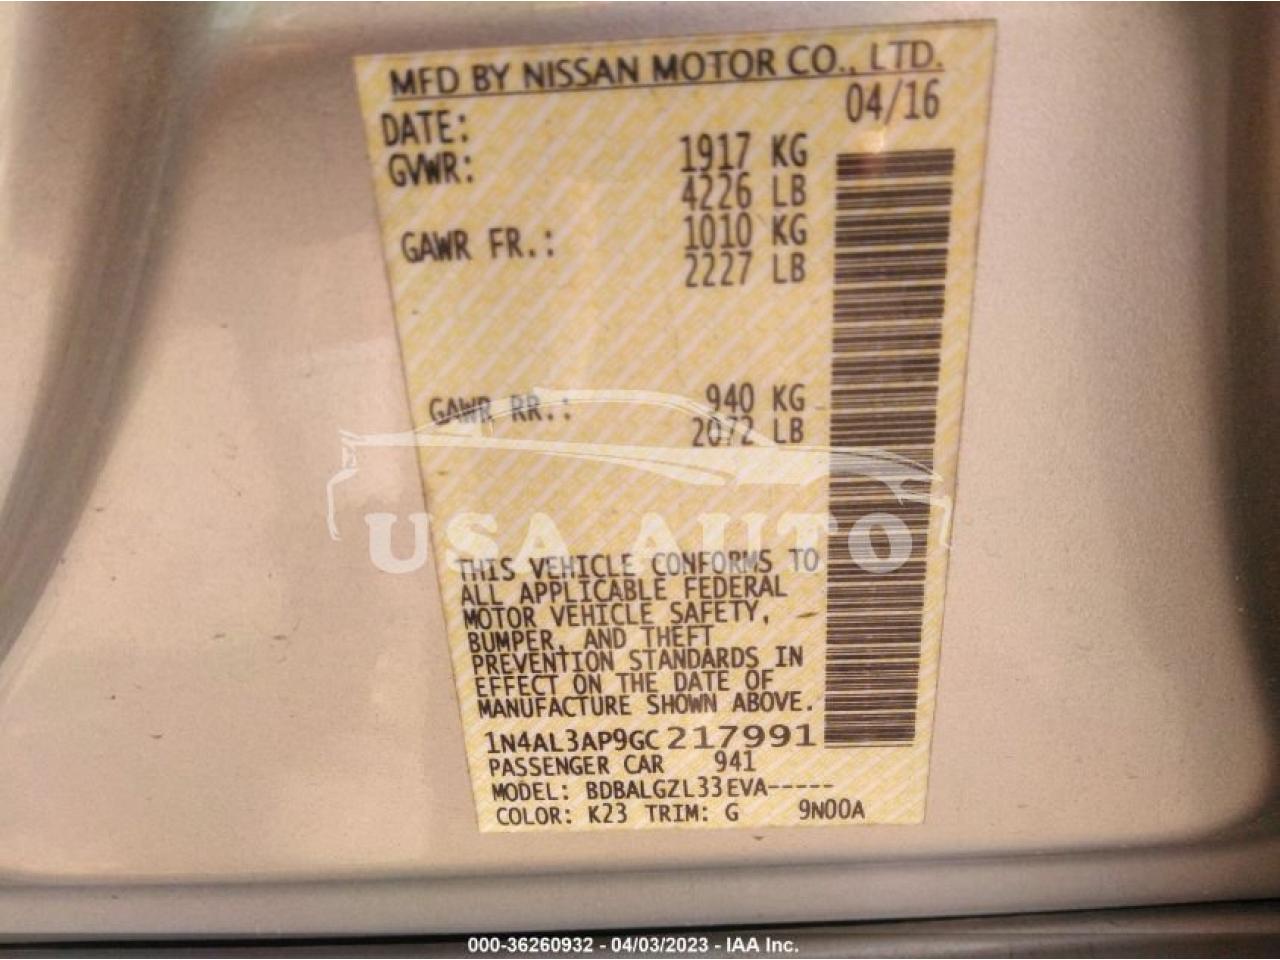 MFD BY NISSAN MOTOR CO., LTD.
DATE: 04/16
GVWR: 1917 KG
4226 LB
GAWR FR.: 1010 KG
2227 LB
GAWR RR.: 940 KG
2072 LB
USA AUTO
THIS VEHICLE CONFORMS TO
ALL APPLICABLE FEDERAL
MOTOR VEHICLE SAFETY,
BUMPER, AND THEFT
PREVENTION STANDARDS IN
EFFECT ON THE DATE OF
MANUFACTURE SHOWN ABOVE.
1N4AL3AP9GC217991
PASSENGER CAR 941
MODEL: BDBALGZL33EVA-----
COLOR: K23 TRIM: G 9N00A
000-36260932 - 04/03/2023 - IAA Inc.